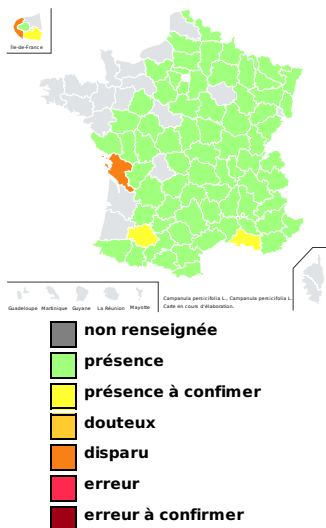 Île-de-France
Guadeloupe Martinique Guyane La Réunion Mayotte
Campanula persicifolia L., Campanula persicifolia L.
Carte en cours d'élaboration.
non renseignée
présence
présence à confimer
douteux
disparu
erreur
erreur à confirmer